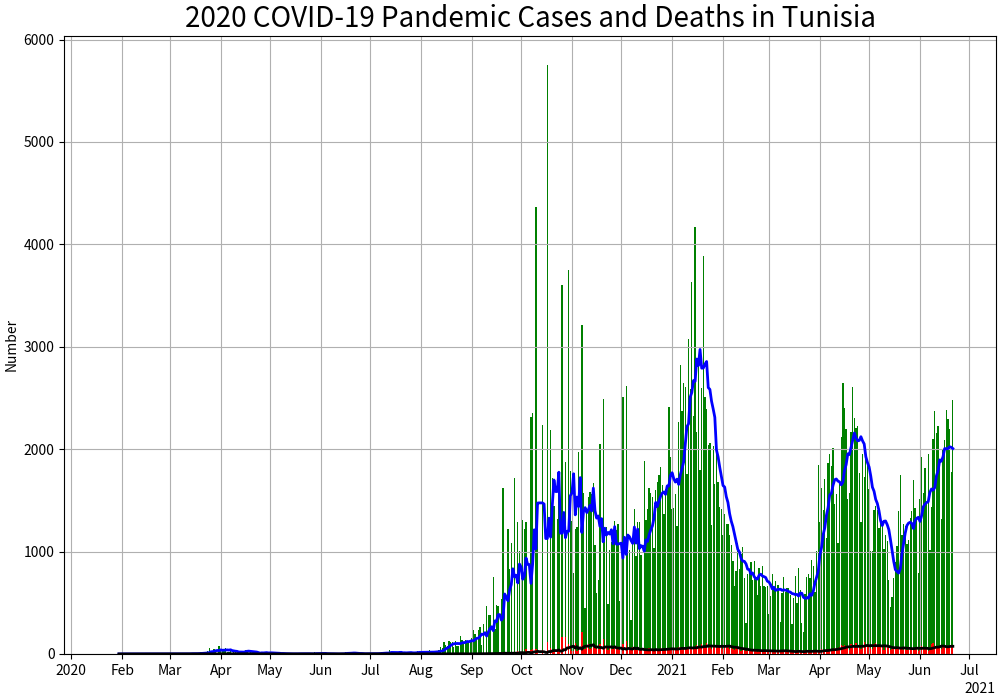 2020 COVID-19 Pandemic Cases and Deaths in Tunisia
Number
6000
5000
4000
3000
2000
1000
0
2020 Feb Mar Apr May Jun Jul Aug Sep Oct Nov Dec 2021 Feb Mar Apr May Jun Jul
2021